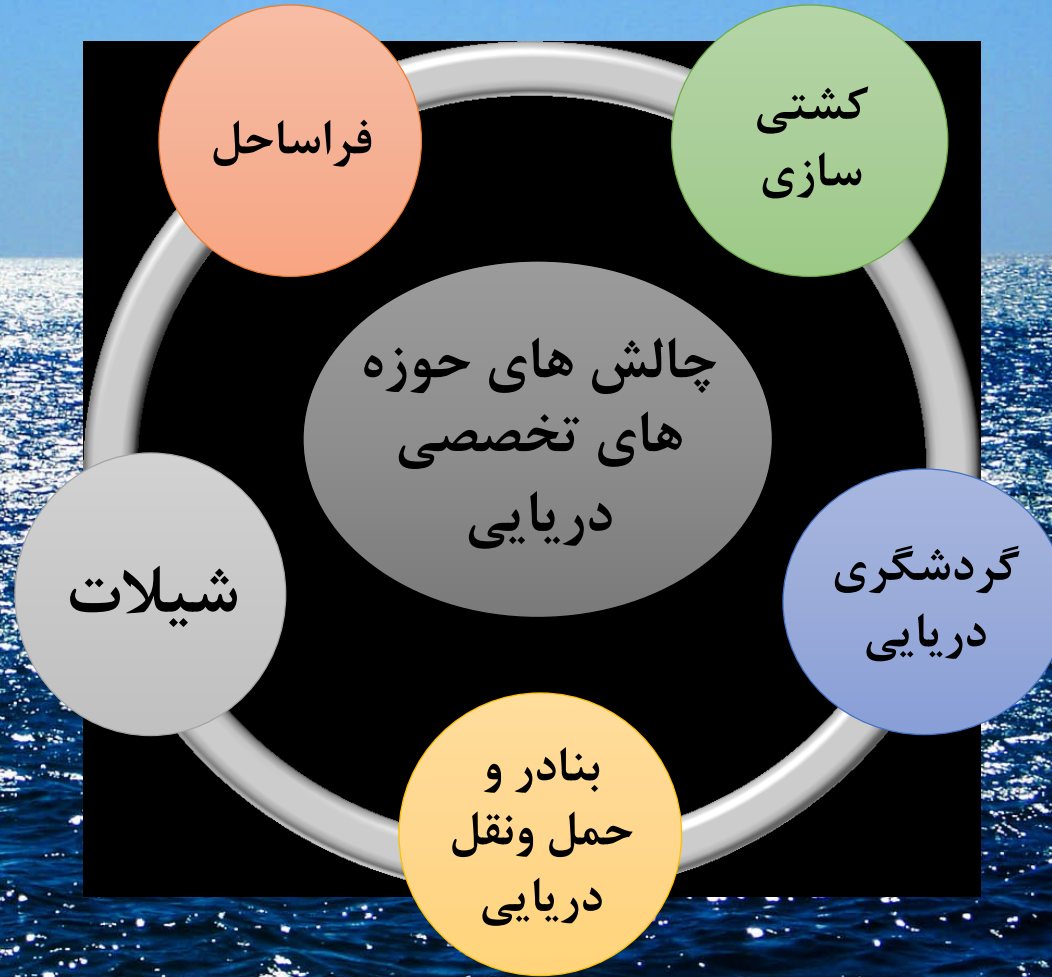 کشتی
سازی
فراساحل
چالش های حوزه
های تخصصی
دریایی
گردشگری
دریایی
شیلات
بنادر و
حمل ونقل
دریایی